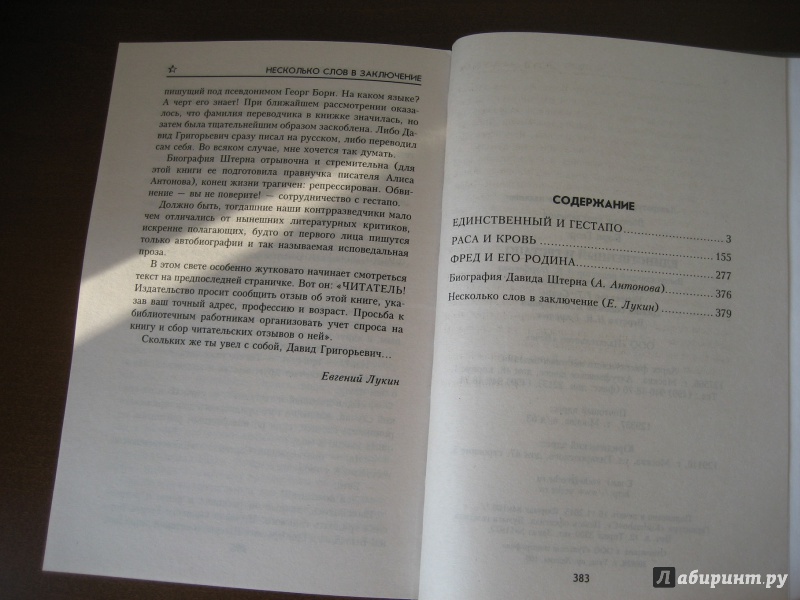 НЕСКОЛЬКО СЛОВ В ЗАКЛЮЧЕНИЕ
пишущий под псевдонимом Георг Борн. На каком языке?
А черт его знает! При ближайшем рассмотрении оказа-
лось, что фамилия переводчика в книжке значилась, но
затем была тщательнейшим образом заскоблена. Либо Да-
вид Григорьевич сразу писал на русском, либо переводил
сам себя. Во всяком случае, мне хочется так думать.
Биография Штерна отрывочна и стремительна (для
этой книги ее подготовила правнучка писателя Алиса
Антонова), конец жизни трагичен: репрессирован. Обви-
нение — вы не поверите! — сотрудничество с гестапо.
Должно быть, тогдашние наши контрразведчики мало
чем отличались от нынешних литературных критиков,
искренне полагающих, будто от первого лица пишутся
только автобиографии и так называемая исповедальная
проза.
В этом свете особенно жутковато начинает смотреться
текст на предпоследней страничке. Вот он: «ЧИТАТЕЛЬ!
Издательство просит сообщить отзыв об этой книге, ука-
зав ваш точный адрес, профессию и возраст. Просьба к
библиотечным работникам организовать учет спроса на
книгу и сбор читательских отзывов о ней».
Скольких же ты увел с собой, Давид Григорьевич...
Евгений Лукин
СОДЕРЖАНИЕ
ЕДИНСТВЕННЫЙ И ГЕСТАПО 3
РАСА И КРОВЬ 155
ФРЕД И ЕГО РОДИНА 277
Биография Давида Штерна (А. Антонова) 376
Несколько слов в заключение (Е. Лукин) 379
383
Лабиринт.ру